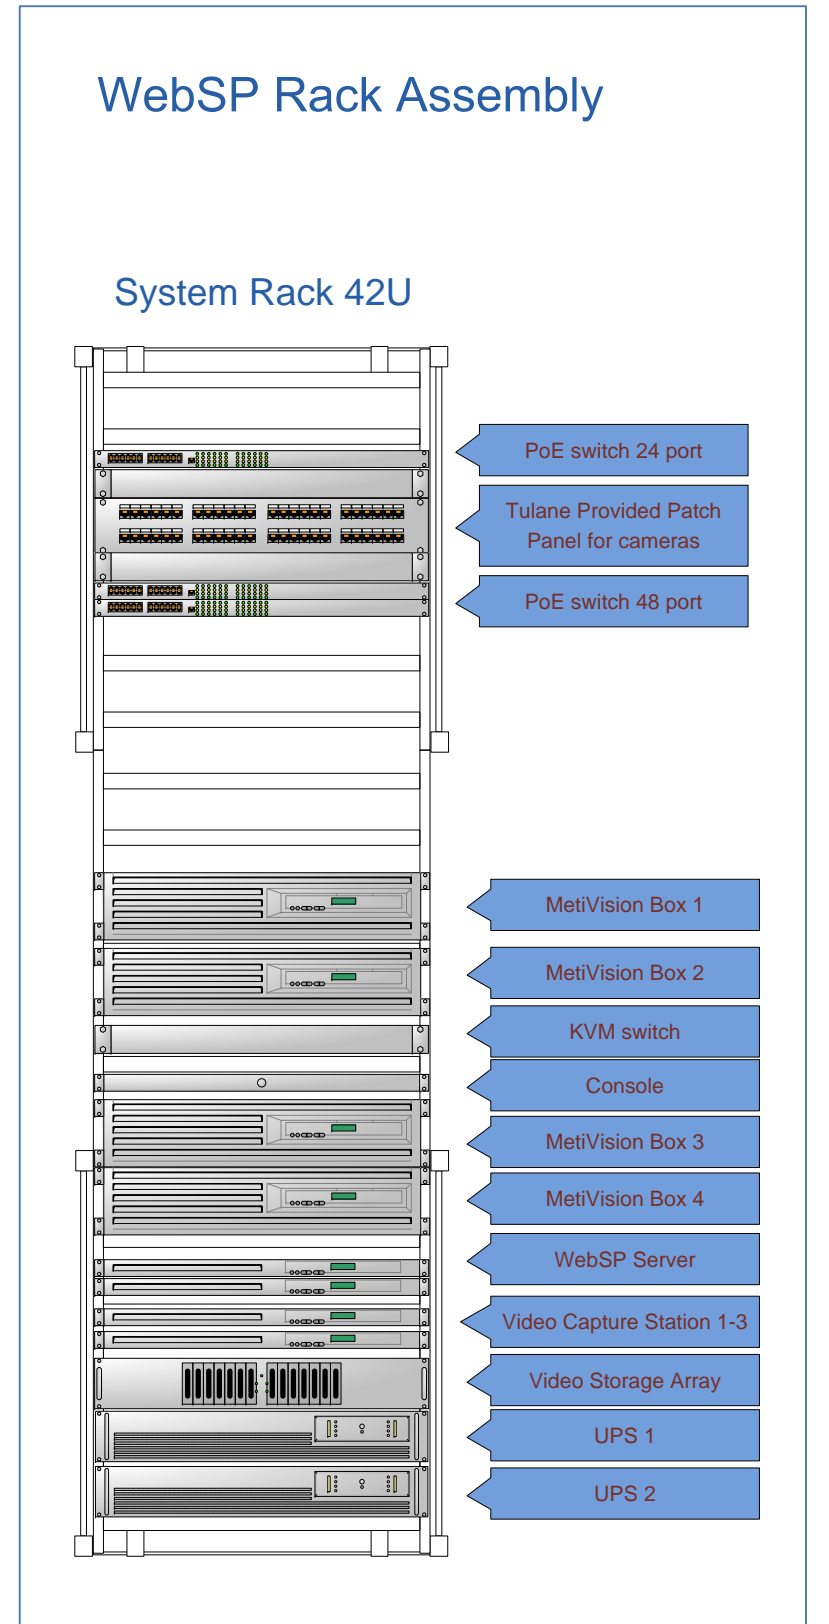 WebSP Rack Assembly
System Rack 42U
PoE switch 24 port
Tulane Provided Patch
Panel for cameras
PoE switch 48 port
MetiVision Box 1
MetiVision Box 2
KVM switch
Console
MetiVision Box 3
MetiVision Box 4
WebSP Server
Video Capture Station 1-3
Video Storage Array
UPS 1
UPS 2